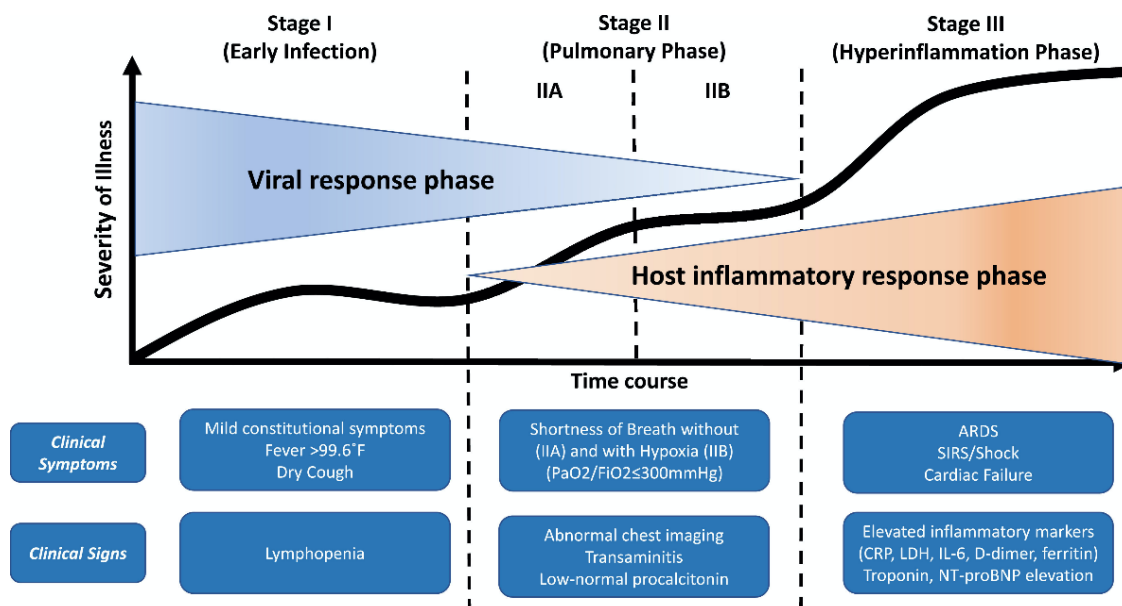 Stage I
(Early Infection)
Stage II
(Pulmonary Phase)
Stage III
(Hyperinflammation Phase)
IIA
IIB
Severity of Illness
Viral response phase
Host inflammatory response phase
Time course
Clinical
Symptoms
Mild constitutional symptoms
Fever >99.6°F
Dry Cough
Shortness of Breath without
(IIA) and with Hypoxia (IIB)
(PaO2/FiO2≤300mmHg)
ARDS
SIRS/Shock
Cardiac Failure
Clinical Signs
Lymphopenia
Abnormal chest imaging
Transaminitis
Low-normal procalcitonin
Elevated inflammatory markers
(CRP, LDH, IL-6, D-dimer, ferritin)
Troponin, NT-proBNP elevation